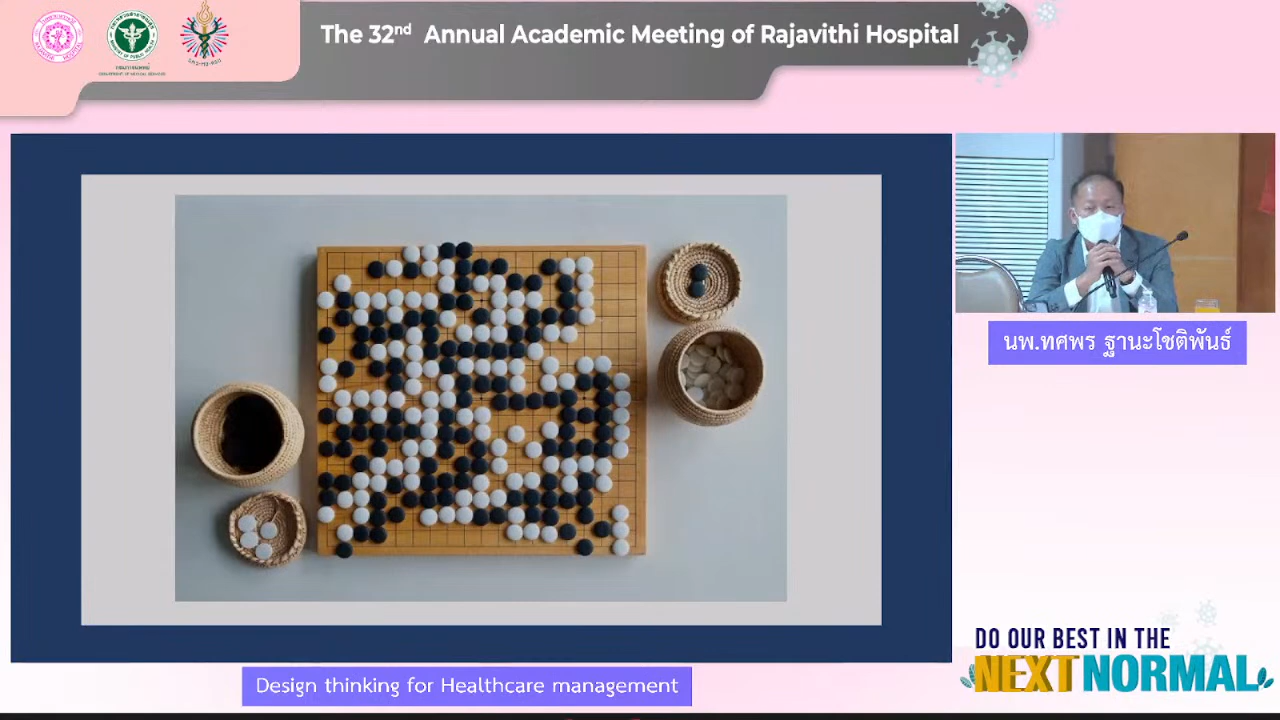 The 32nd Annual Academic Meeting of Rajavithi Hospital
นพ.ทศพร ฐานะโชติพันธ์
DO OUR BEST IN THE
NEXT NORMAL
Design thinking for Healthcare management